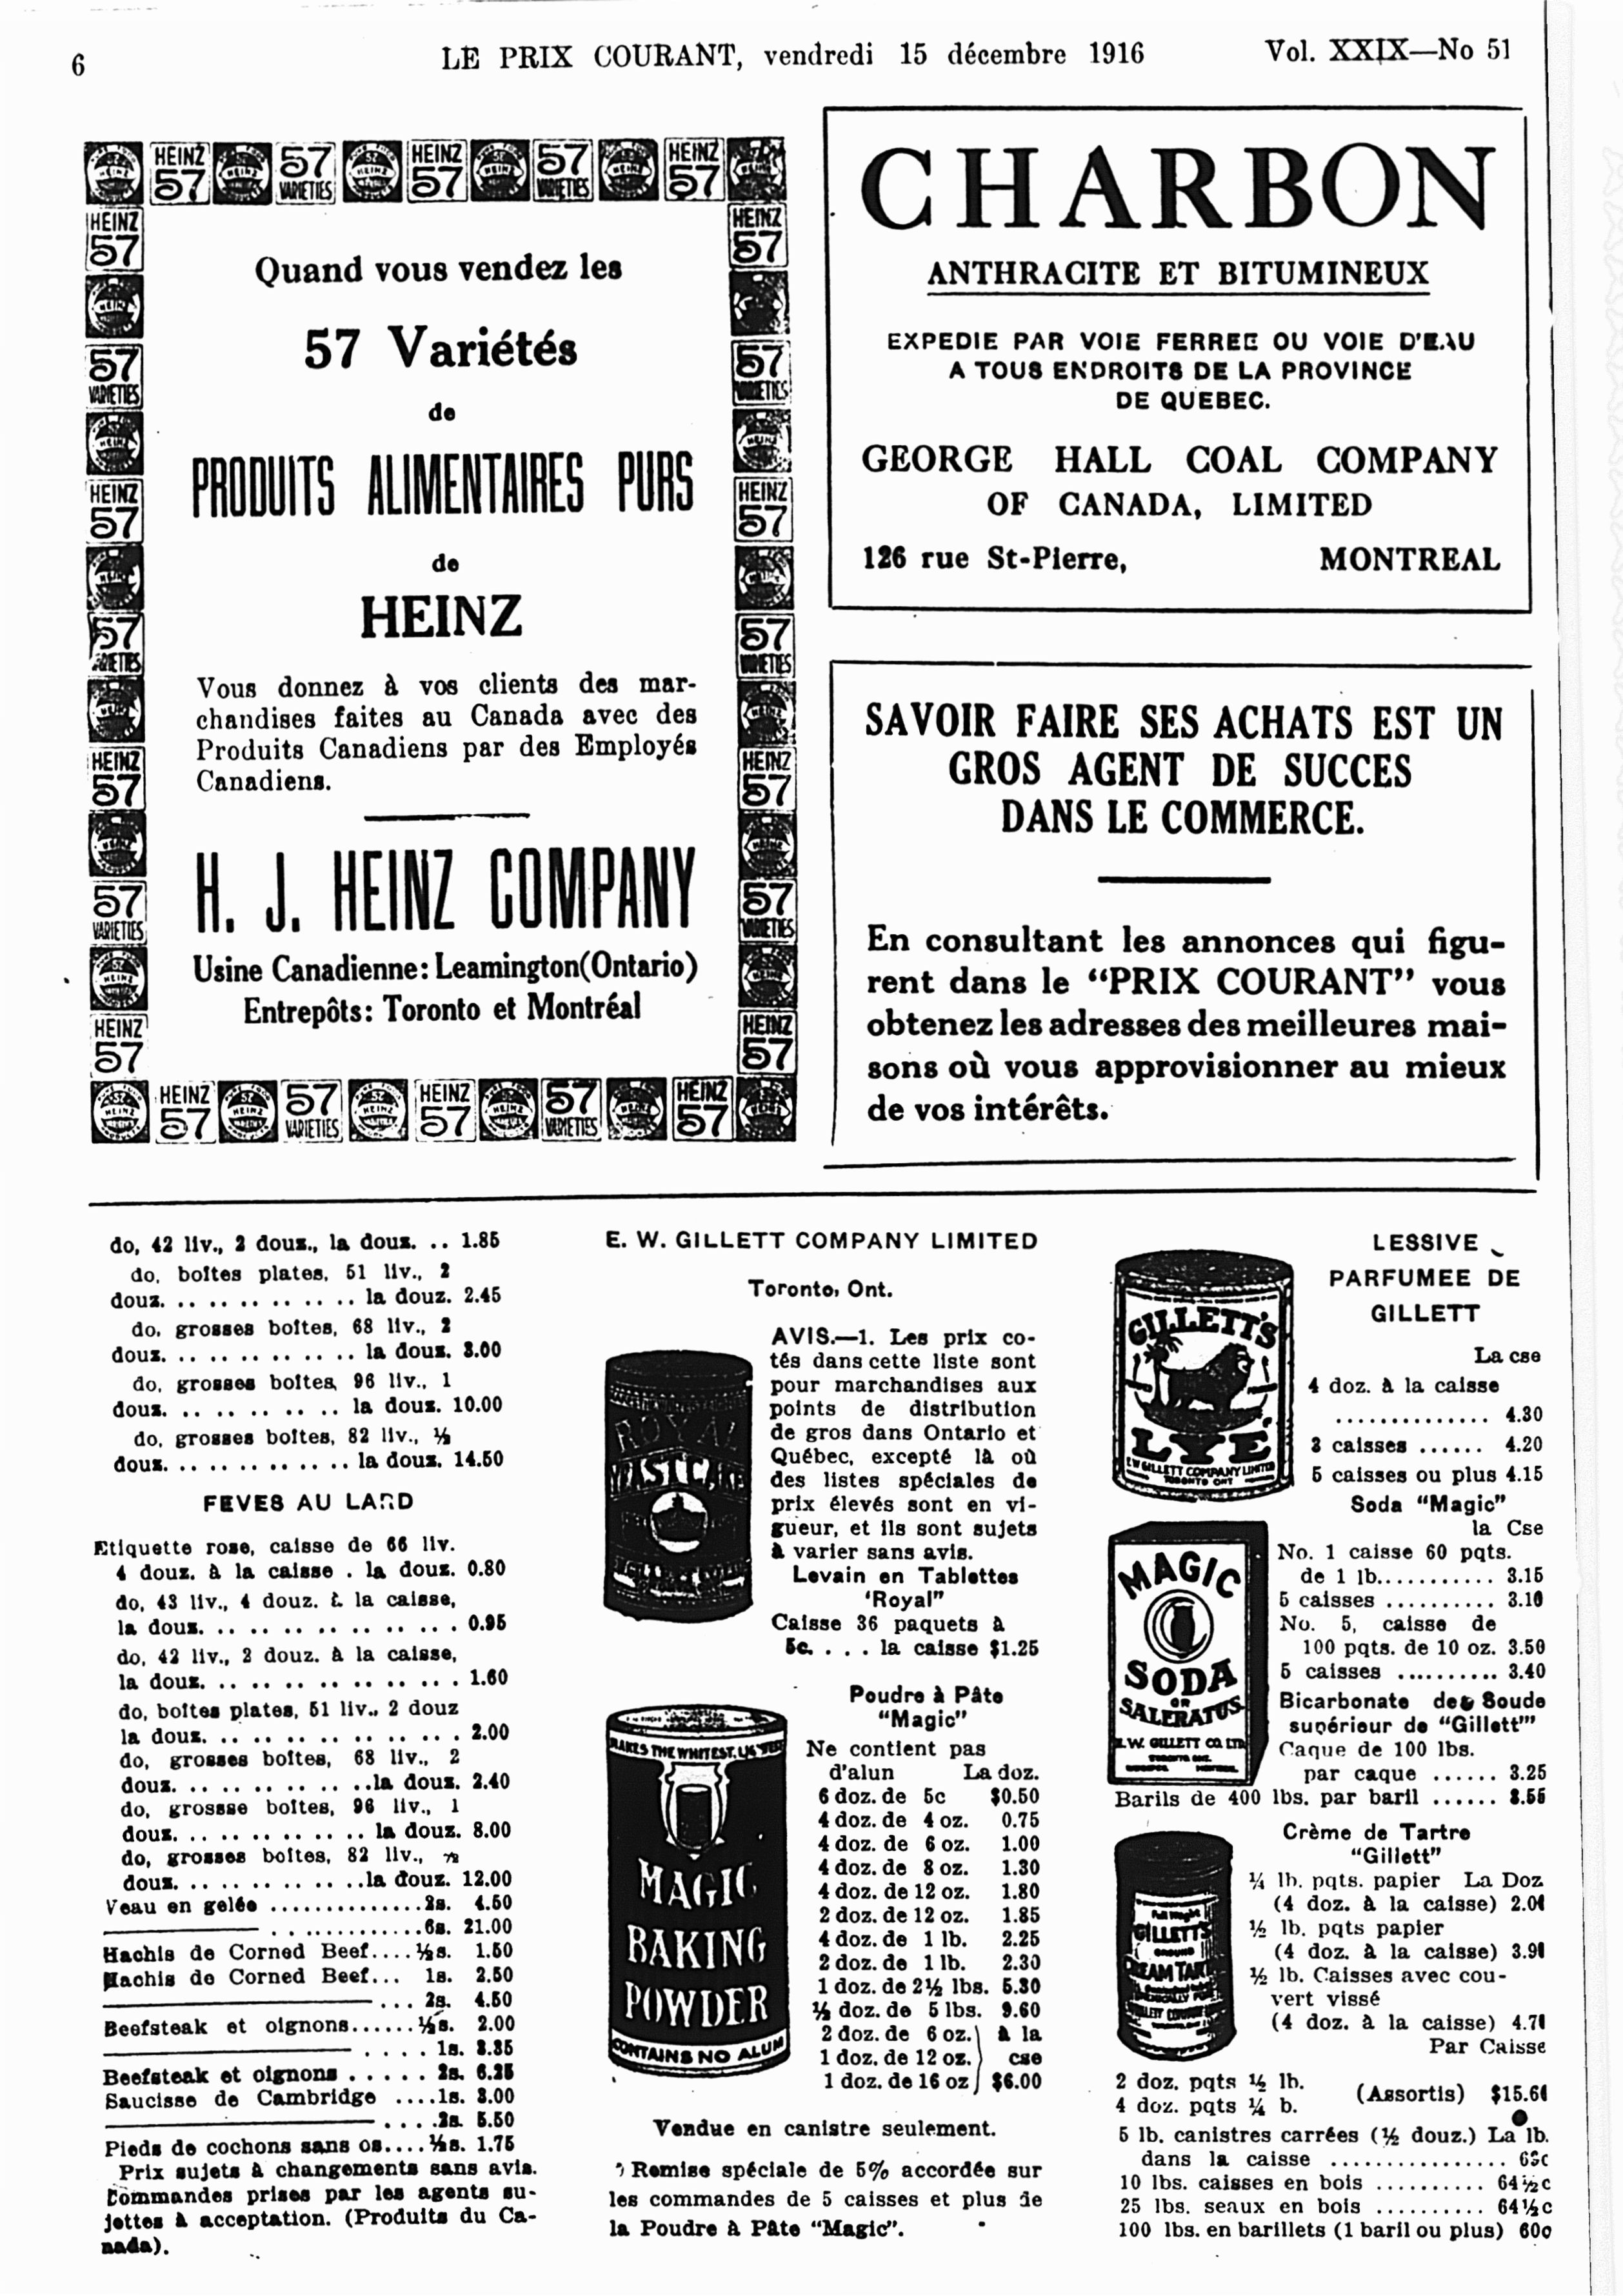 6
LE PRIX COURANT, vendredi 15 décembre 1916
Vol. XXIX—No 51
Quand vous vendez les
57 Variétés
de
PRODUITS ALIMENTAIRES PURS
de
HEINZ
Vous donnez à vos clients des mar-
chandises faites au Canada avec des
Produits Canadiens par des Employés
Canadiens.
H. J. HEINZ COMPANY
Usine Canadienne: Leamington(Ontario)
Entrepôts: Toronto et Montréal
HEINZ
57
57
VARIETIES
CHARBON
ANTHRACITE ET BITUMINEUX
EXPEDIE PAR VOIE FERREE OU VOIE D'EAU
A TOUS ENDROITS DE LA PROVINCE
DE QUEBEC.
GEORGE HALL COAL COMPANY
OF CANADA, LIMITED
126 rue St-Pierre, MONTREAL
SAVOIR FAIRE SES ACHATS EST UN
GROS AGENT DE SUCCES
DANS LE COMMERCE.
En consultant les annonces qui figu-
rent dans le "PRIX COURANT" vous
obtenez les adresses des meilleures mai-
sons où vous approvisionner au mieux
de vos intérêts.
do, 42 liv., 2 douz., la douz. .. 1.85
do, boîtes plates, 51 liv., 2
douz. .. .. .. .. .. .. .. la douz. 2.45
do, grosses boîtes, 68 liv., 2
douz. .. .. .. .. .. .. .. la douz. 3.00
do, grosses boîtes, 96 liv., 1
douz. .. .. .. .. .. .. la douz. 10.00
do, grosses boîtes, 82 liv., ½
douz. .. .. .. .. .. .. .. la douz. 14.50
FEVES AU LARD
Etiquette rose, caisse de 66 liv.
4 douz. à la caisse . la douz. 0.80
do, 43 liv., 4 douz. à la caisse,
la douz. .. .. .. .. .. .. .. .. 0.95
do, 42 liv., 2 douz. à la caisse,
la douz. .. .. .. .. .. .. .. .. 1.60
do, boîtes plates, 51 liv., 2 douz
la douz. .. .. .. .. .. .. .. .. 2.00
do, grosses boîtes, 68 liv., 2
douz. .. .. .. .. .. .. ..la douz. 2.40
do, grossse boîtes, 96 liv., 1
douz. .. .. .. .. .. .. .. la douz. 8.00
do, grosses boîtes, 82 liv.,
douz. .. .. .. .. .. .. ..la douz. 12.00
Veau en gelée ..............2s. 4.50
.. ............6s. 21.00
Hachis de Corned Beef....½s. 1.50
Hachis de Corned Beef... 1s. 2.50
... 2s. 4.50
Beefsteak et oignons......½s. 2.00
.... 1s. 3.35
Beefsteak et oignons ..... 2s. 6.25
Saucisse de Cambridge ....1s. 3.00
....2s. 5.50
Pieds de cochons sans os....½s. 1.75
Prix sujets à changements sans avis.
Commandes prises par les agents su-
jettes à acceptation. (Produits du Ca-
nada).
E. W. GILLETT COMPANY LIMITED
Toronto, Ont.
ROYAL
YEAST CAKE
AVIS.—1. Les prix co-
tés dans cette liste sont
pour marchandises aux
points de distribution
de gros dans Ontario et
Québec, excepté là où
des listes spéciales de
prix élevés sont en vi-
gueur, et ils sont sujets
à varier sans avis.
Levain en Tablettes
'Royal"
Caisse 36 paquets à
5c. . . . la caisse $1.25
MAKES THE WHITEST,
MAGIC
BAKING
POWDER
CONTAINS NO ALUM
Poudre à Pâte
"Magic"
Ne contient pas
d'alun La doz.
6 doz. de 5c $0.50
4 doz. de 4 oz. 0.75
4 doz. de 6 oz. 1.00
4 doz. de 8 oz. 1.30
4 doz. de 12 oz. 1.80
2 doz. de 12 oz. 1.85
4 doz. de 1 lb. 2.25
2 doz. de 1 lb. 2.30
1 doz. de 2½ lbs. 5.30
½ doz. de 5 lbs. 9.60
2 doz. de 6 oz. à la
1 doz. de 12 oz. cse
1 doz. de 16 oz $6.00
Vendue en canistre seulement.
Remise spéciale de 5% accordée sur
les commandes de 5 caisses et plus de
la Poudre à Pâte "Magic".
GILLETT'S
LYE
E.W GILLETT COMPANY LIMITED
TORONTO ONT
LESSIVE
PARFUMEE DE
GILLETT
La cse
4 doz. à la caisse
.............. 4.30
3 caisses ...... 4.20
5 caisses ou plus 4.15
MAGIC
SODA
OR
SALERATUS
E.W. GILLETT CO. LTD
Soda "Magic"
la Cse
No. 1 caisse 60 pqts.
de 1 lb........... 3.15
5 caisses .......... 3.10
No. 5, caisse de
100 pqts. de 10 oz. 3.50
5 caisses .......... 3.40
Bicarbonate de Soude
supérieur de "Gillett"'
Caque de 100 lbs.
par caque ...... 3.25
Barils de 400 lbs. par baril ......
GILLETT'S
CREAM TARTAR
Crème de Tartre
"Gillett"
¼ lb. pqts. papier La Doz
(4 doz. à la caisse)
½ lb. pqts papier
(4 doz. à la caisse)
½ lb. Caisses avec cou-
vert vissé
(4 doz. à la caisse)
Par Caisse
2 doz. pqts ½ lb.
4 doz. pqts ¼ b.
(Assortis)
5 lb. canistres carrées (½ douz.) La lb.
dans la caisse ................
10 lbs. caisses en bois .......... 64½c
25 lbs. seaux en bois .......... 64½c
100 lbs. en barillets (1 baril ou plus) 60c